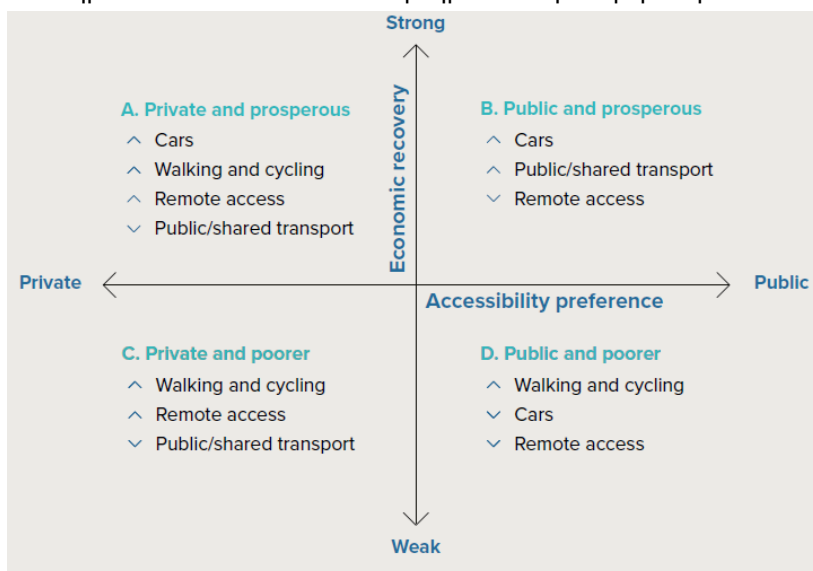 Strong
Economic recovery
A. Private and prosperous
Cars
Walking and cycling
Remote access
Public/shared transport
B. Public and prosperous
Cars
Public/shared transport
Remote access
Private
Public
Accessibility preference
C. Private and poorer
Walking and cycling
Remote access
Public/shared transport
D. Public and poorer
Walking and cycling
Cars
Remote access
Weak